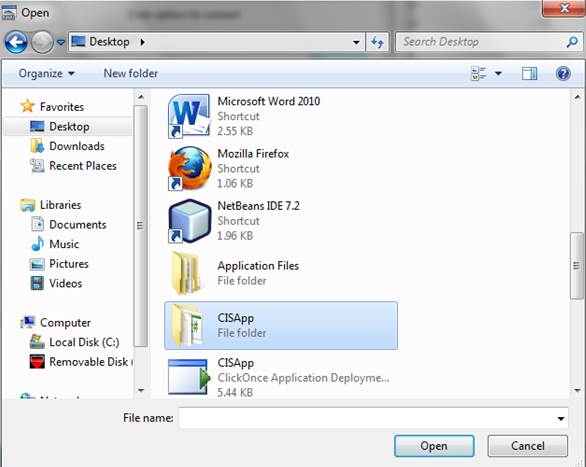 Open
Desktop
Search Desktop
Organize
New folder
Favorites
Desktop
Downloads
Recent Places
Libraries
Documents
Music
Pictures
Videos
Computer
Local Disk (C:)
Removable Disk (
Microsoft Word 2010
Shortcut
2.55 KB
Mozilla Firefox
Shortcut
1.06 KB
NetBeans IDE 7.2
Shortcut
1.96 KB
Application Files
File folder
CISApp
File folder
CISApp
ClickOnce Application Deployme...
5.44 KB
File name:
Open
Cancel